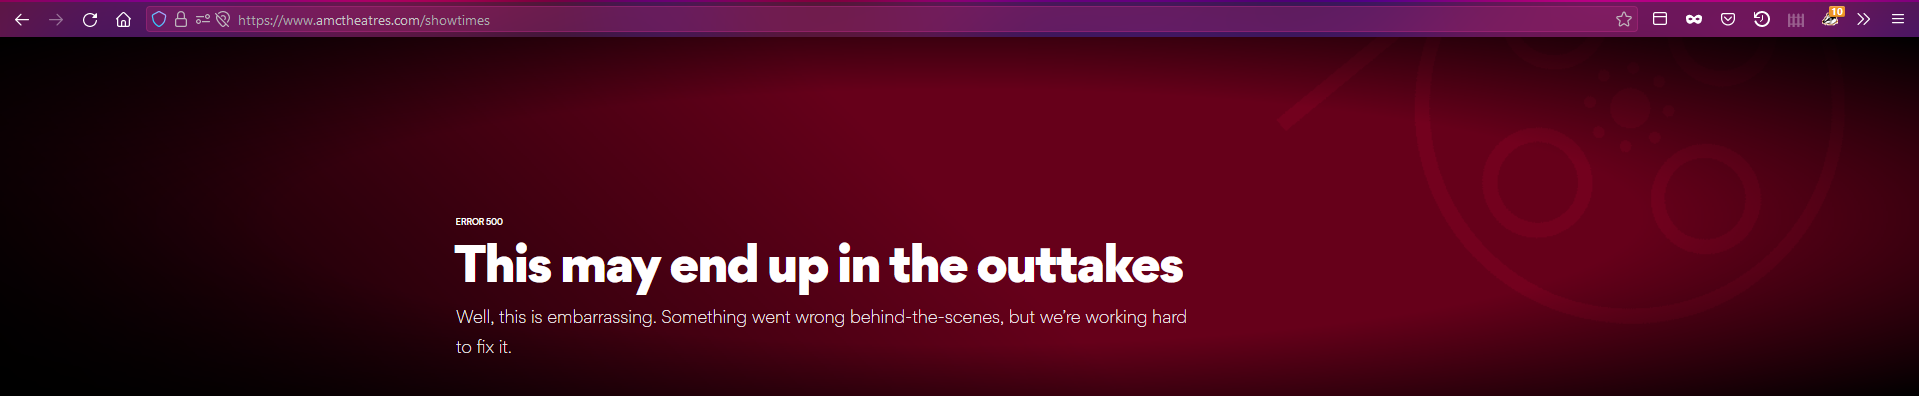 https://www.amctheatres.com/showtimes
10
ERROR 500
This may end up in the outtakes
Well, this is embarrassing. Something went wrong behind-the-scenes, but we're working hard
to fix it.